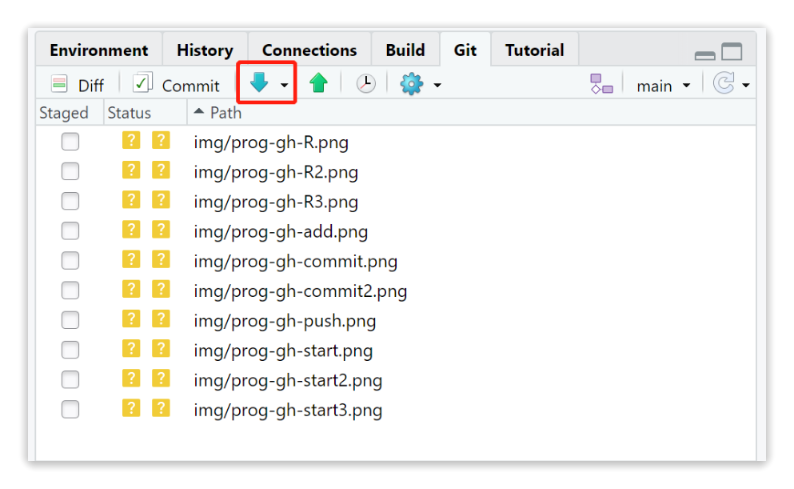 Environment History Connections Build Git Tutorial
Diff Commit main
Staged Status Path
? ? img/prog-gh-R.png
? ? img/prog-gh-R2.png
? ? img/prog-gh-R3.png
? ? img/prog-gh-add.png
? ? img/prog-gh-commit.png
? ? img/prog-gh-commit2.png
? ? img/prog-gh-push.png
? ? img/prog-gh-start.png
? ? img/prog-gh-start2.png
? ? img/prog-gh-start3.png